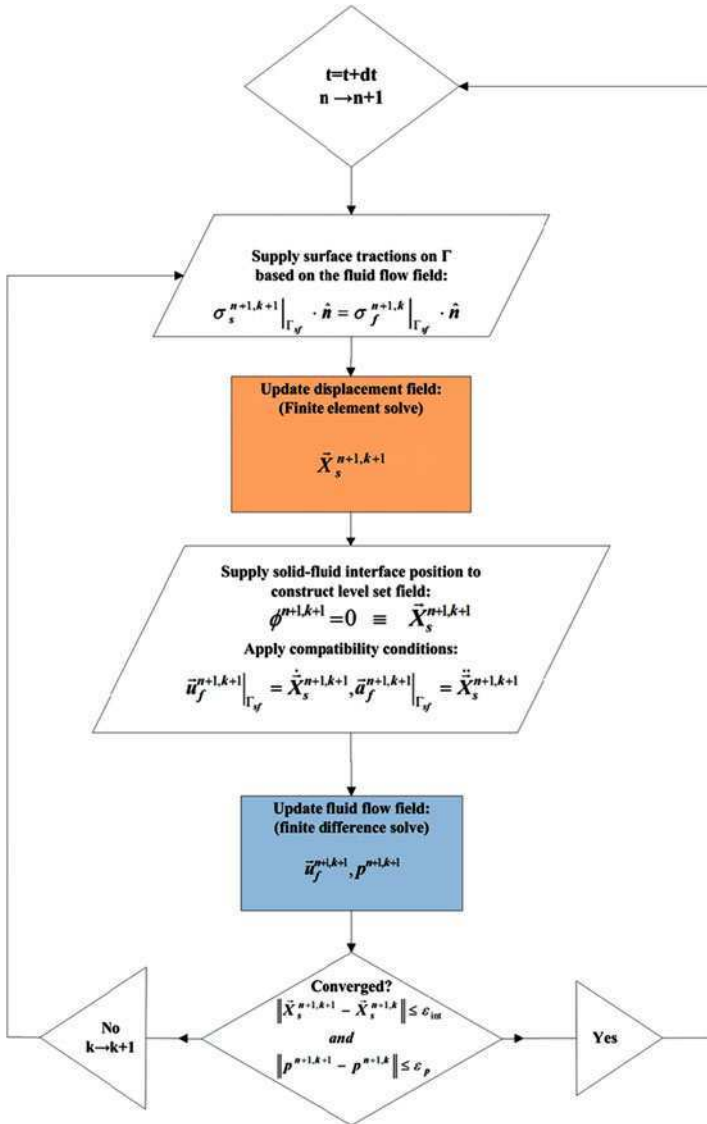 t=t+dt
n →n+1
Supply surface tractions on Γ
based on the fluid flow field:
σ_s^{n+1,k+1}|_{Γ_sf} · n̂ = σ_f^{n+1,k}|_{Γ_sf} · n̂
Update displacement field:
(Finite element solve)
X⃗_s^{n+1,k+1}
Supply solid-fluid interface position to
construct level set field:
ϕ^{n+1,k+1}=0 ≡ X⃗_s^{n+1,k+1}
Apply compatibility conditions:
u⃗_f^{n+1,k+1}|_{Γ_sf} = Ẋ⃗_s^{n+1,k+1}, a⃗_f^{n+1,k+1}|_{Γ_sf} = Ẍ⃗_s^{n+1,k+1}
Update fluid flow field:
(finite difference solve)
u⃗_f^{n+1,k+1}, p^{n+1,k+1}
Converged?
‖X⃗_s^{n+1,k+1} − X⃗_s^{n+1,k}‖ ≤ ε_int
and
‖p^{n+1,k+1} − p^{n+1,k}‖ ≤ ε_p
No
k→k+1
Yes